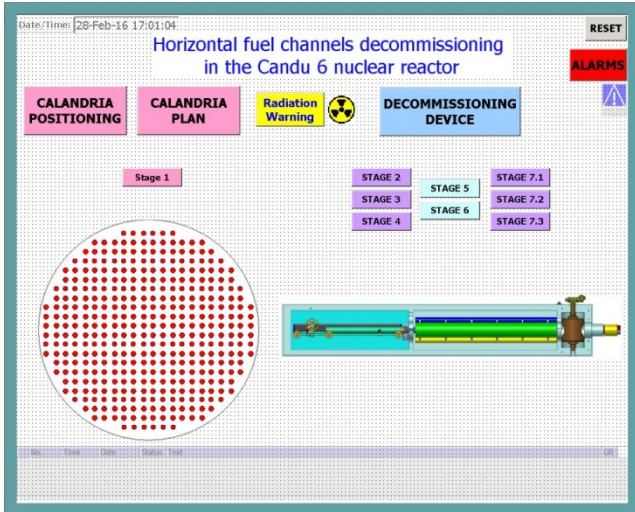 Date/Time: 28-Feb-16 17:01:04
RESET
Horizontal fuel channels decommissioning
in the Candu 6 nuclear reactor
ALARMS
CALANDRIA
POSITIONING
CALANDRIA
PLAN
Radiation
Warning
DECOMMISSIONING
DEVICE
Stage 1
STAGE 2
STAGE 3
STAGE 4
STAGE 5
STAGE 6
STAGE 7.1
STAGE 7.2
STAGE 7.3
No. Time Date Status Text GR